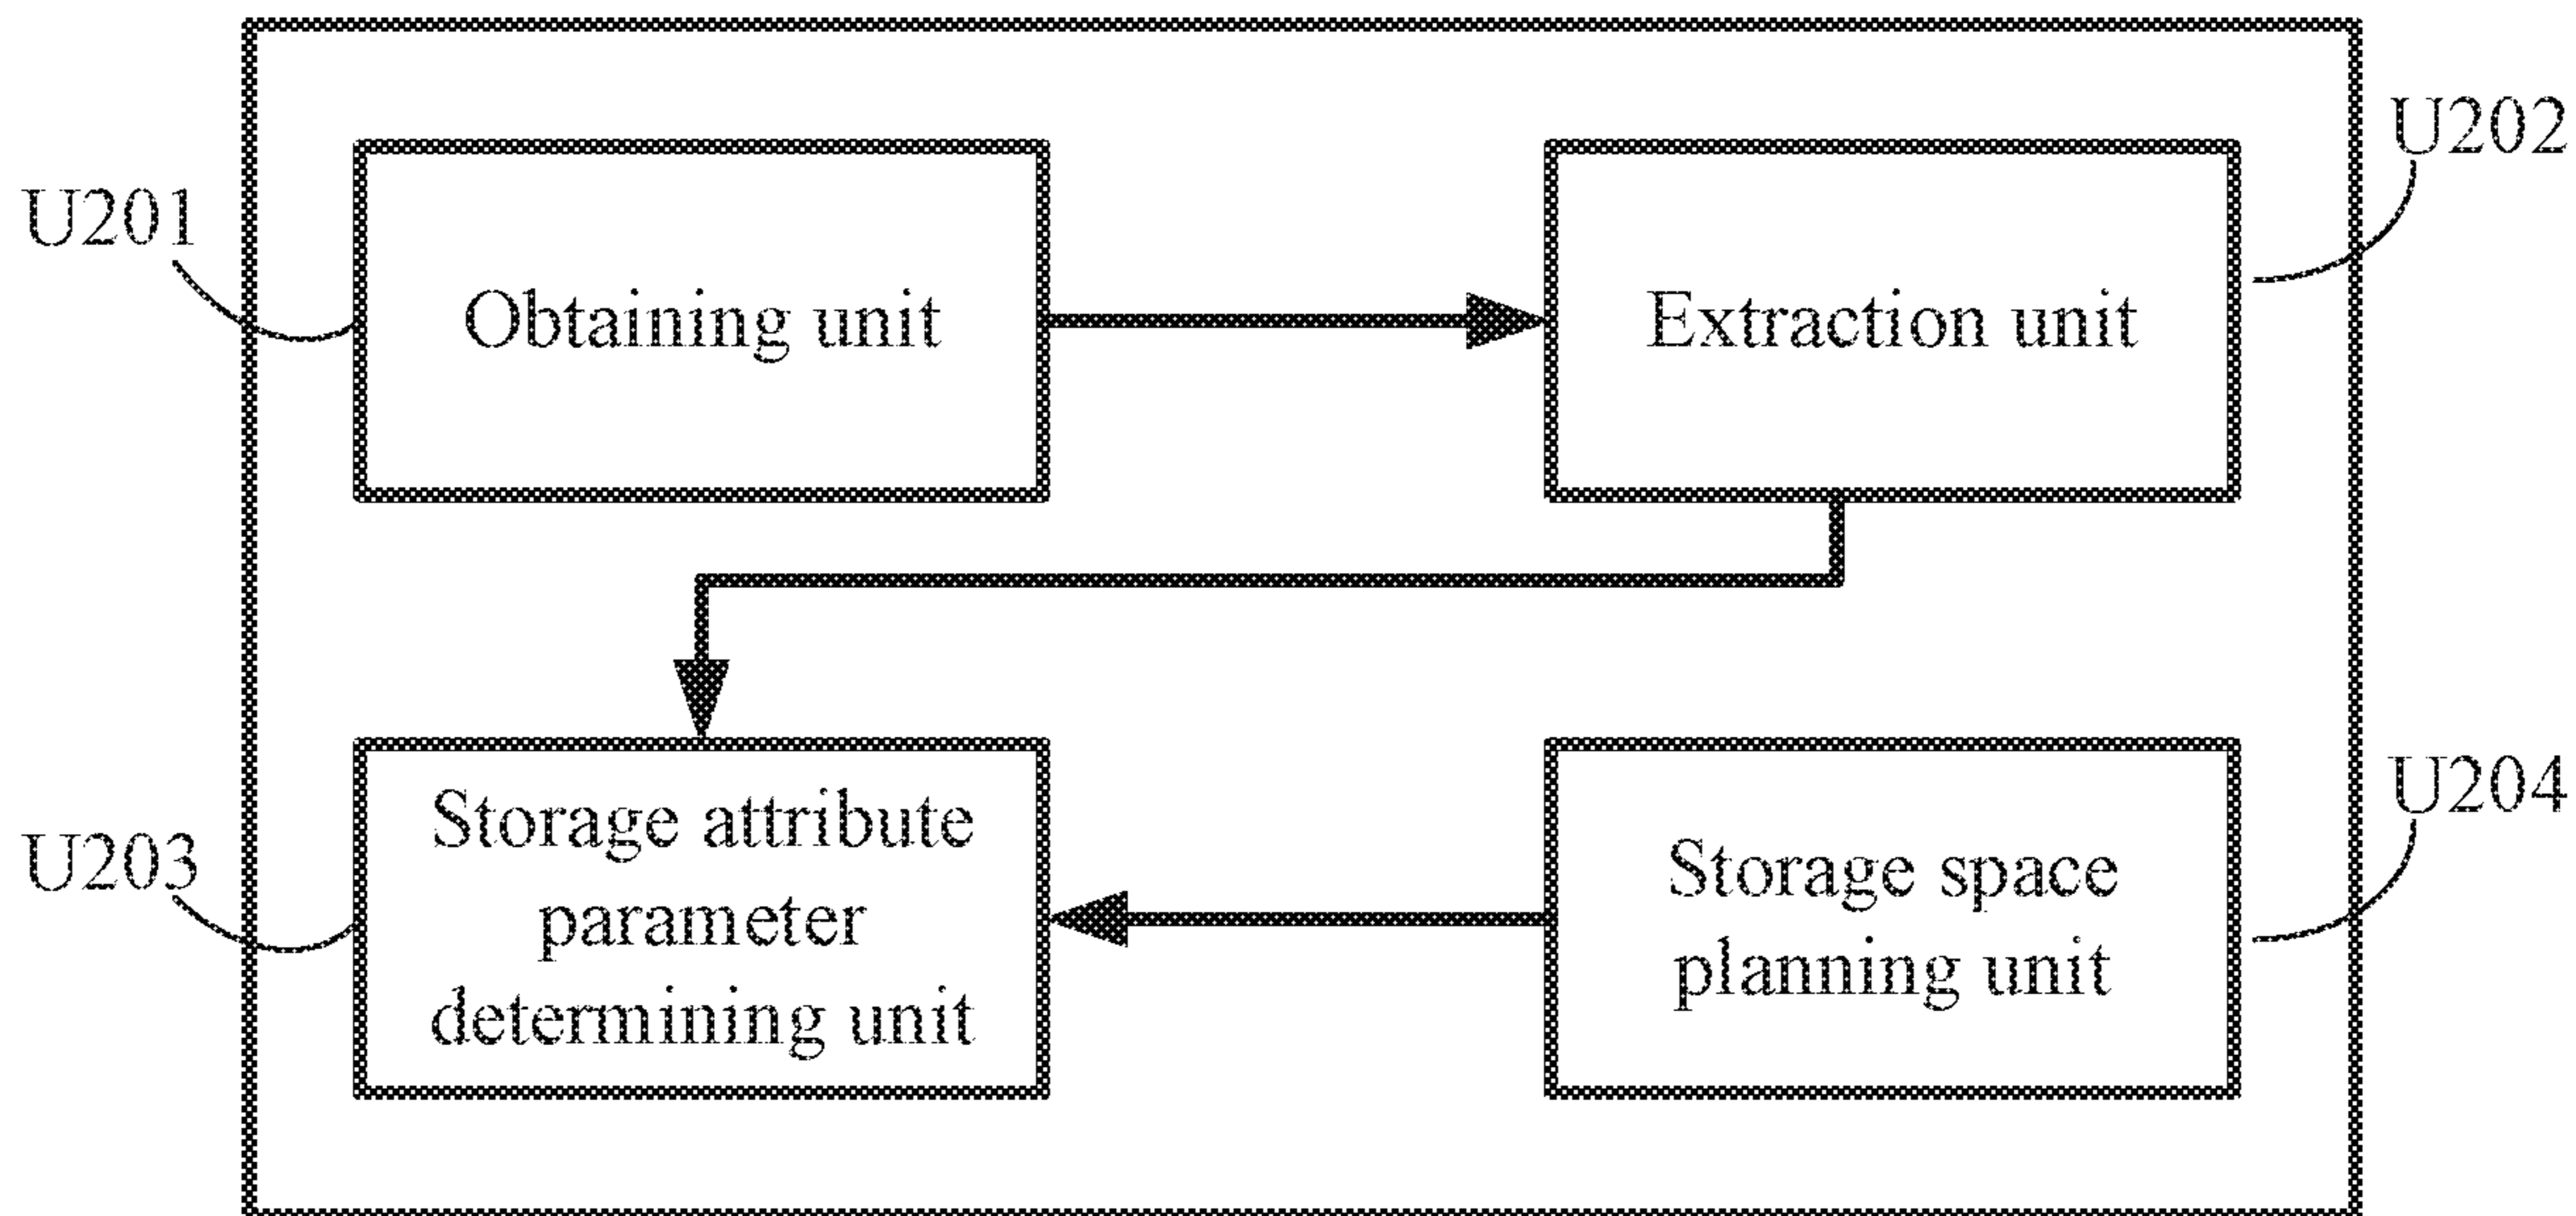 U201
Obtaining unit
Extraction unit
U202
U203
Storage attribute
parameter
determining unit
Storage space
planning unit
U204